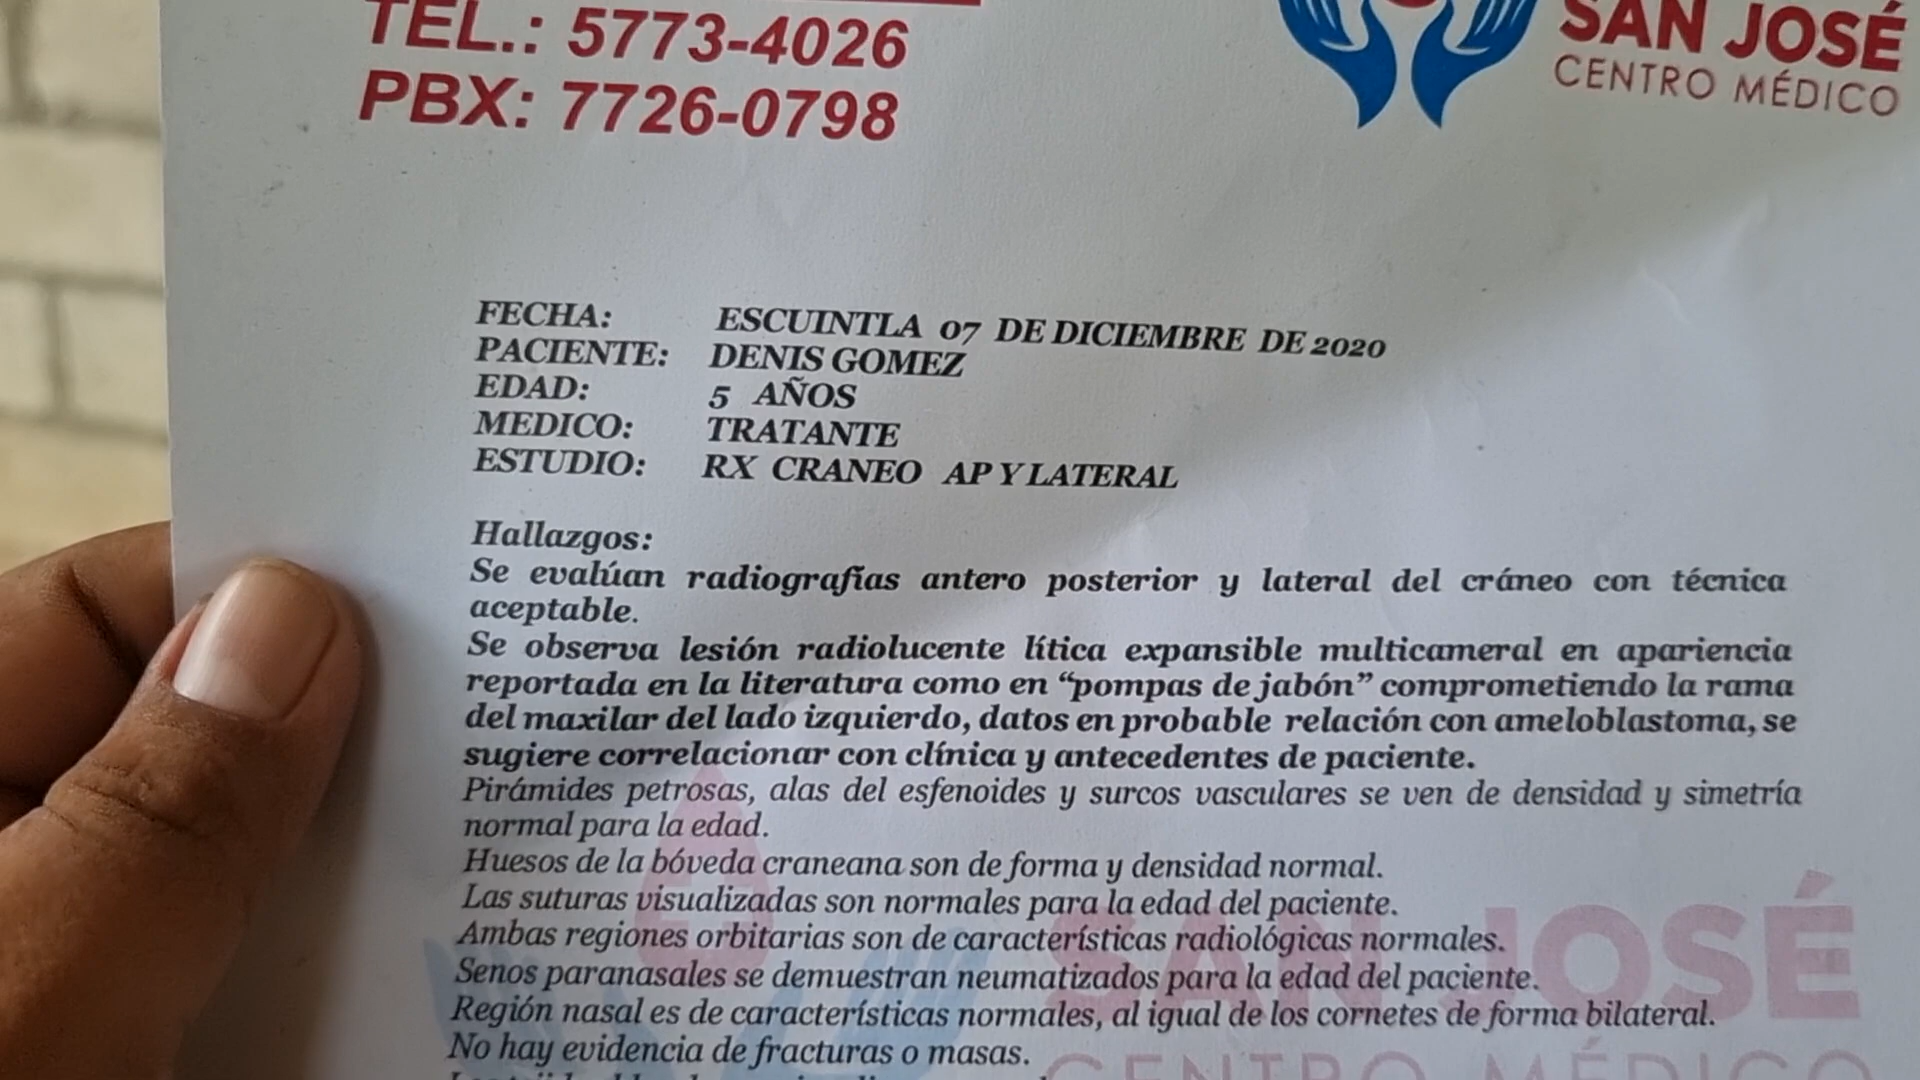 TEL.: 5773-4026
PBX: 7726-0798
SAN JOSÉ
CENTRO MÉDICO
FECHA: ESCUINTLA 07 DE DICIEMBRE DE 2020
PACIENTE: DENIS GOMEZ
EDAD: 5 AÑOS
MEDICO: TRATANTE
ESTUDIO: RX CRANEO AP Y LATERAL
Hallazgos:
Se evalúan radiografías antero posterior y lateral del cráneo con técnica
aceptable.
Se observa lesión radiolucente lítica expansible multicameral en apariencia
reportada en la literatura como en “pompas de jabón” comprometiendo la rama
del maxilar del lado izquierdo, datos en probable relación con ameloblastoma, se
sugiere correlacionar con clínica y antecedentes de paciente.
Pirámides petrosas, alas del esfenoides y surcos vasculares se ven de densidad y simetría
normal para la edad.
Huesos de la bóveda craneana son de forma y densidad normal.
Las suturas visualizadas son normales para la edad del paciente.
Ambas regiones orbitarias son de características radiológicas normales.
Senos paranasales se demuestran neumatizados para la edad del paciente.
Región nasal es de características normales, al igual de los cornetes de forma bilateral.
No hay evidencia de fracturas o masas.
SAN JOSÉ
CENTRO MÉDICO